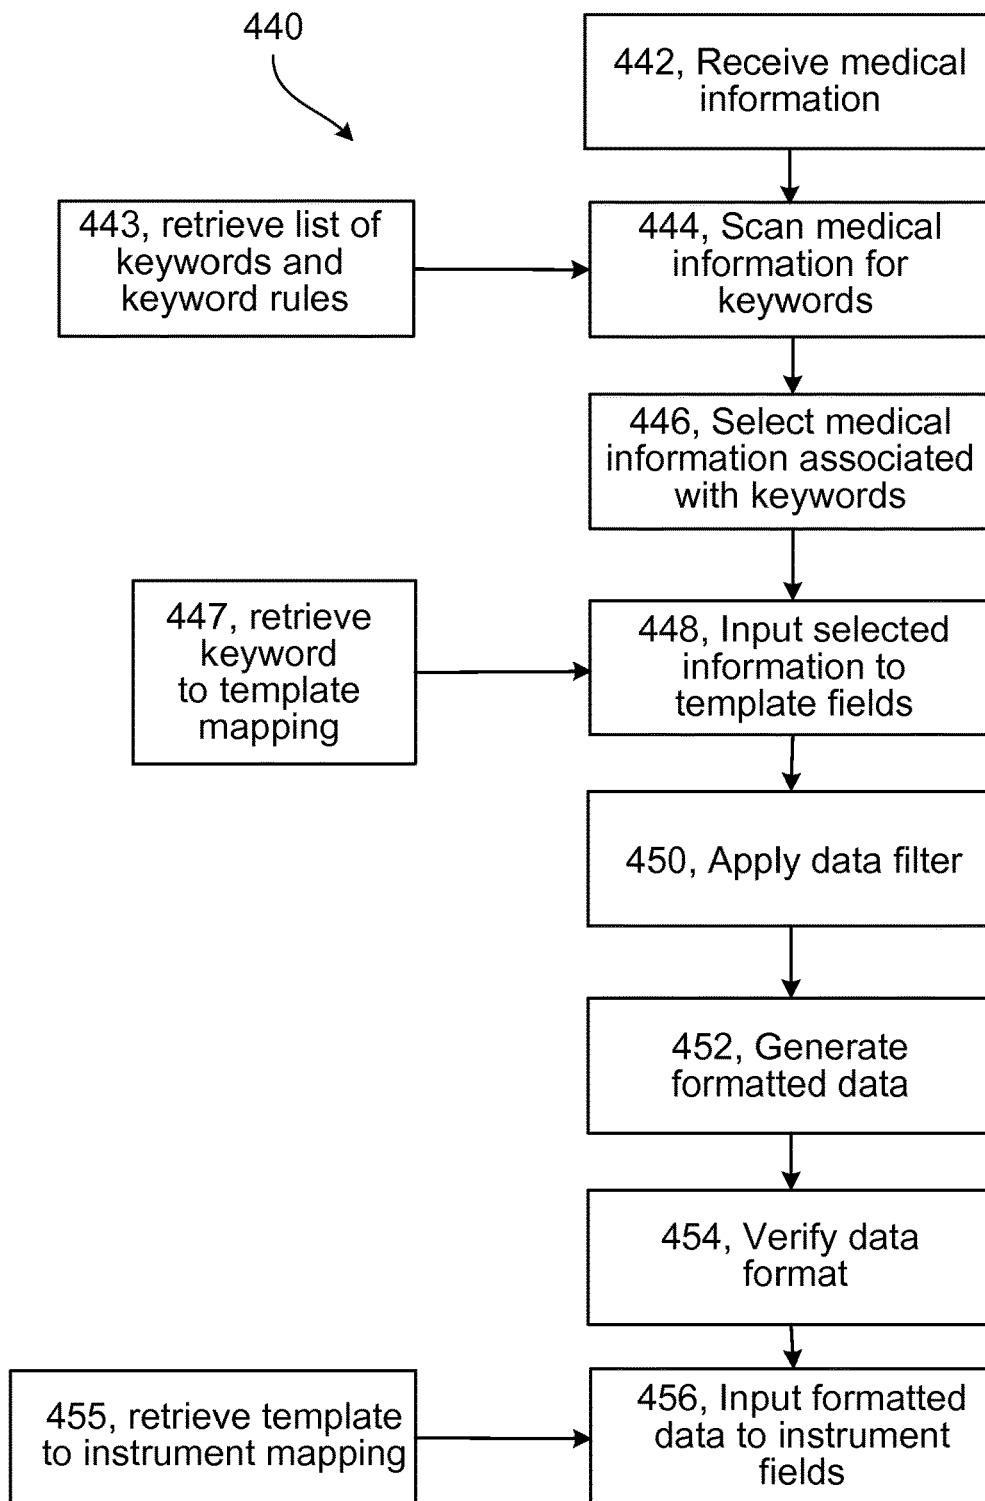 440
442, Receive medical
information
443, retrieve list of
keywords and
keyword rules
444, Scan medical
information for
keywords
446, Select medical
information associated
with keywords
447, retrieve
keyword
to template
mapping
448, Input selected
information to
template fields
450, Apply data filter
452, Generate
formatted data
454, Verify data
format
455, retrieve template
to instrument mapping
456, Input formatted
data to instrument
fields